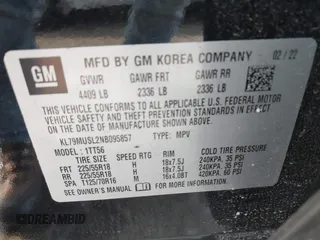 GM
MFD BY GM KOREA COMPANY 02/22
GVWR GAWR FRT GAWR RR
4409 LB 2336 LB 2336 LB
THIS VEHICLE CONFORMS TO ALL APPLICABLE U.S. FEDERAL MOTOR
VEHICLE SAFETY AND THEFT PREVENTION STANDARDS IN EFFECT ON
THE DATE OF MANUFACTURE SHOWN ABOVE.
KL79MUSL2NB095857 TYPE: MPV
MODEL: 1TT56
TIRE SIZE SPEED RTG RIM COLD TIRE PRESSURE
FRT 225/55R18 H 18x7.5J 240KPA, 35 PSI
RR 225/55R18 H 18x7.5J 240KPA, 35 PSI
SPA T125/70R16 M 16x4.0BT 420KPA, 60 PSI
SEE OWNER'S MANUAL FOR ADDITIONAL INFORMATION
DREAMBID